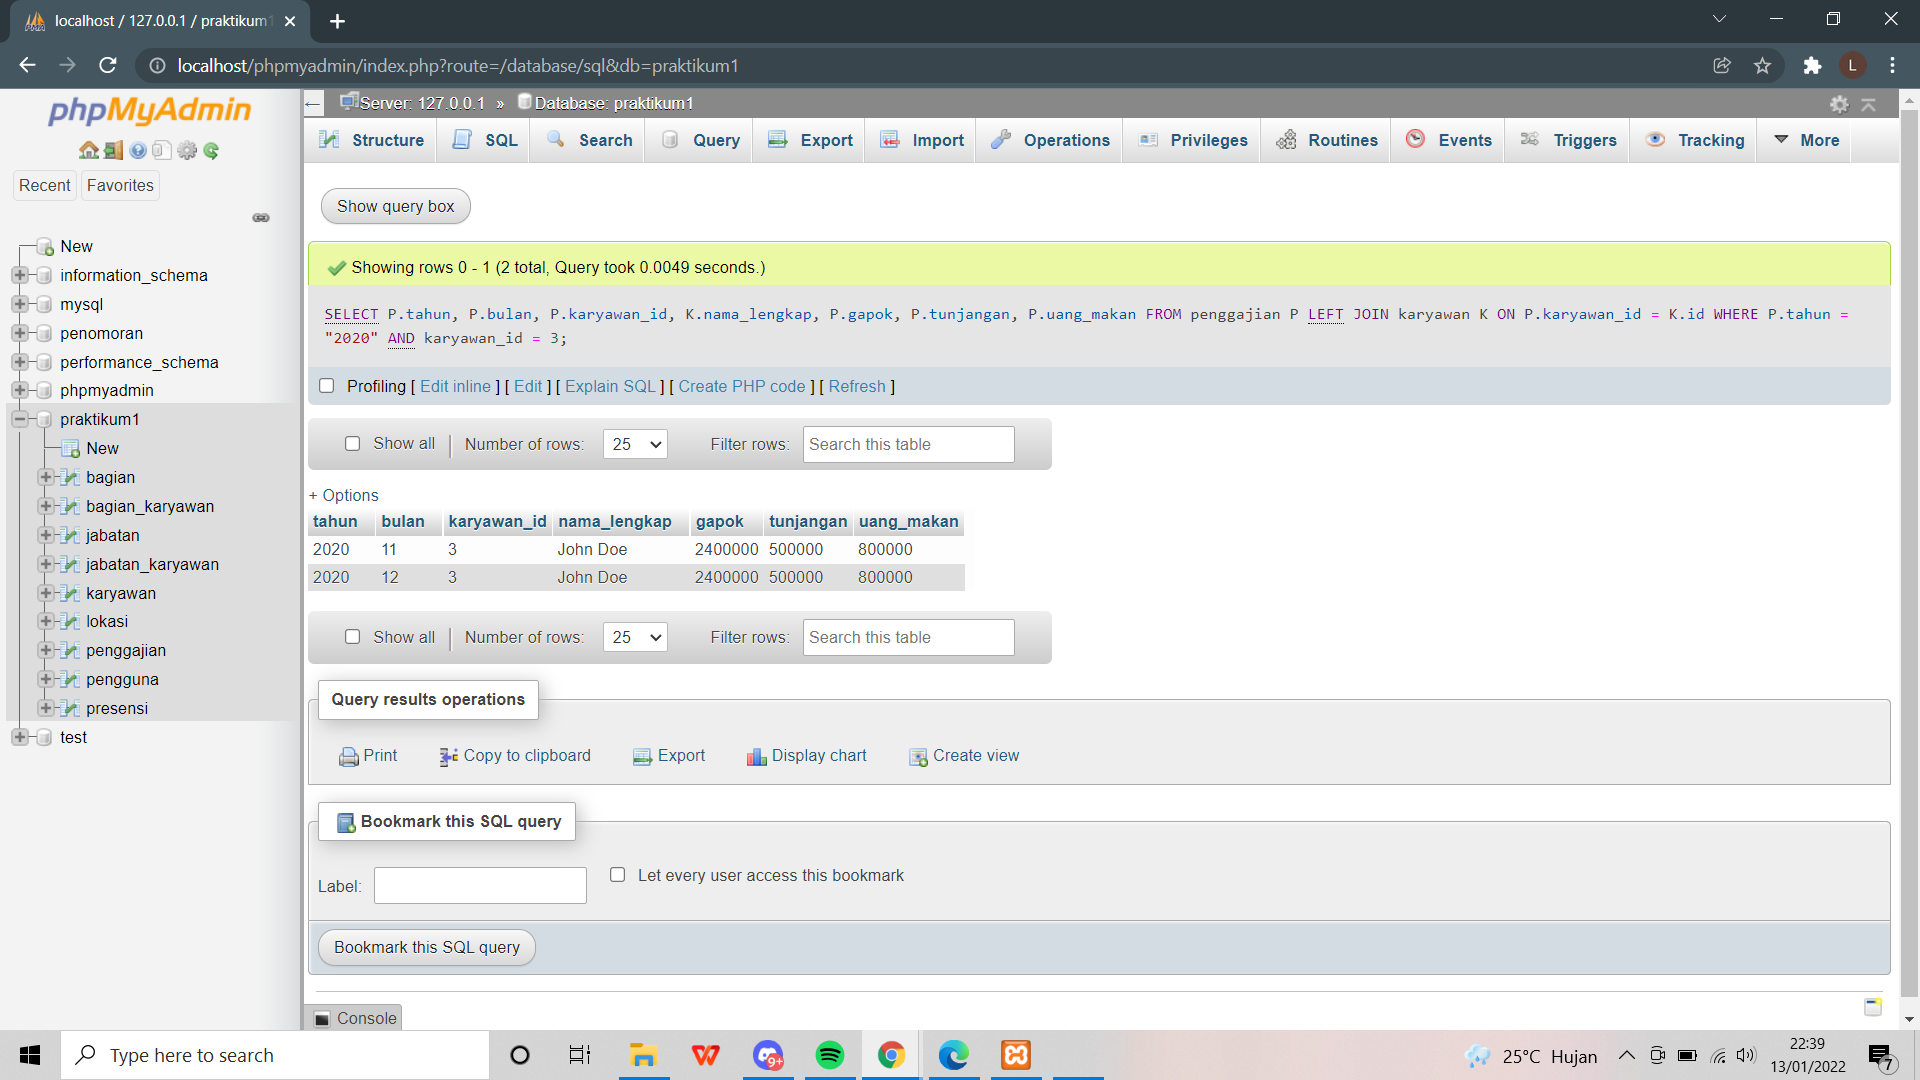 localhost / 127.0.0.1 / praktikum1
localhost/phpmyadmin/index.php?route=/database/sql&db=praktikum1
L
phpMyAdmin
Recent Favorites
New
information_schema
mysql
penomoran
performance_schema
phpmyadmin
praktikum1
New
bagian
bagian_karyawan
jabatan
jabatan_karyawan
karyawan
lokasi
penggajian
pengguna
presensi
test
Server: 127.0.0.1 » Database: praktikum1
Structure SQL Search Query Export Import Operations Privileges Routines Events Triggers Tracking More
Show query box
Showing rows 0 - 1 (2 total, Query took 0.0049 seconds.)
SELECT P.tahun, P.bulan, P.karyawan_id, K.nama_lengkap, P.gapok, P.tunjangan, P.uang_makan FROM penggajian P LEFT JOIN karyawan K ON P.karyawan_id = K.id WHERE P.tahun =
"2020" AND karyawan_id = 3;
Profiling [ Edit inline ] [ Edit ] [ Explain SQL ] [ Create PHP code ] [ Refresh ]
Show all Number of rows: 25 Filter rows: Search this table
+ Options
tahun bulan karyawan_id nama_lengkap gapok tunjangan uang_makan
2020 11 3 John Doe 2400000 500000 800000
2020 12 3 John Doe 2400000 500000 800000
Show all Number of rows: 25 Filter rows: Search this table
Query results operations
Print Copy to clipboard Export Display chart Create view
Bookmark this SQL query
Label: Let every user access this bookmark
Bookmark this SQL query
Console
Type here to search
9+
25°C Hujan
22:39
13/01/2022
7